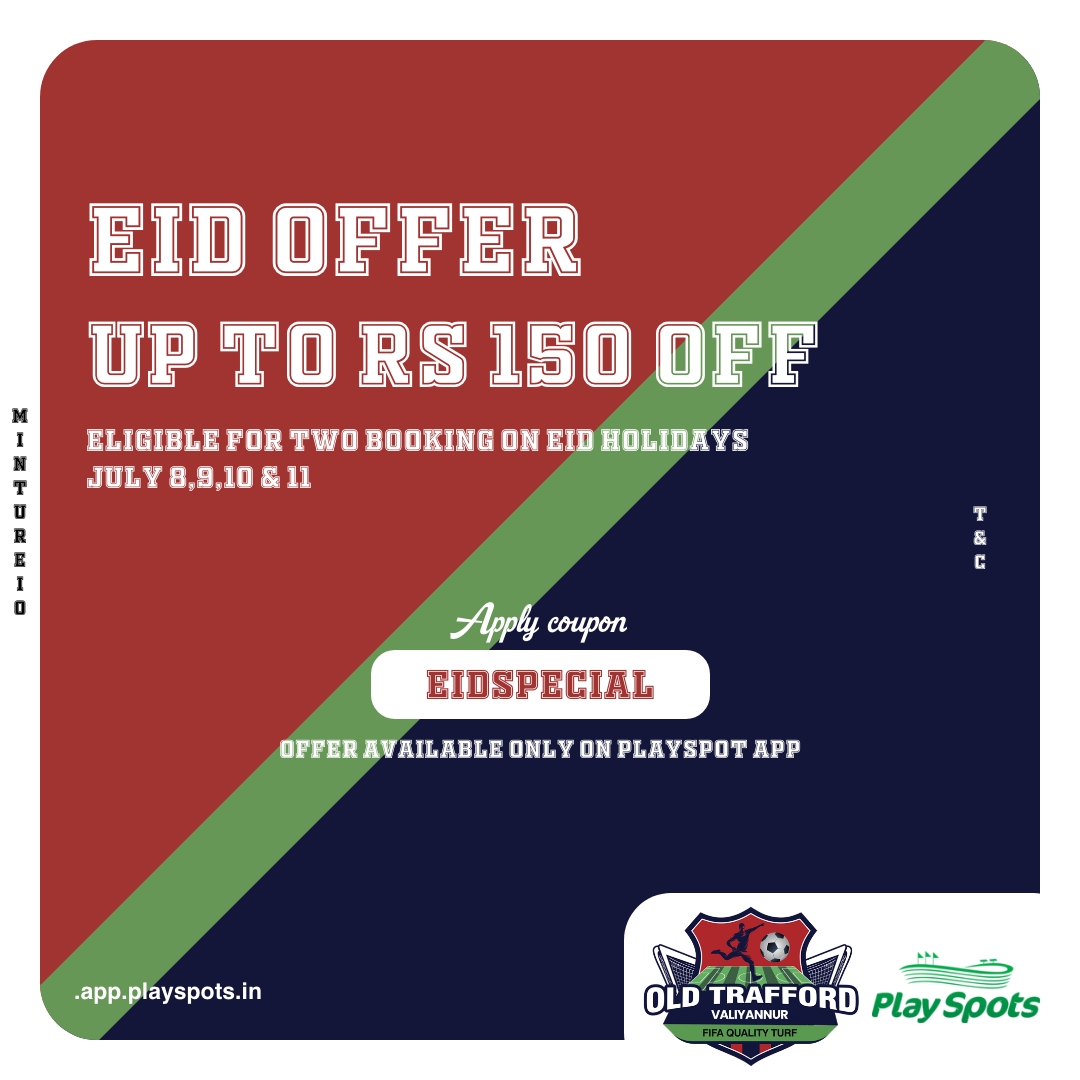 EID OFFER
UP TO RS 150 OFF
ELIGIBLE FOR TWO BOOKING ON EID HOLIDAYS
JULY 8,9,10 & 11
MINTUREIO
T&C
Apply coupon
EIDSPECIAL
OFFER AVAILABLE ONLY ON PLAYSPOT APP
.app.playspots.in
OLD TRAFFORD
VALIYANNUR
FIFA QUALITY TURF
Play Spots